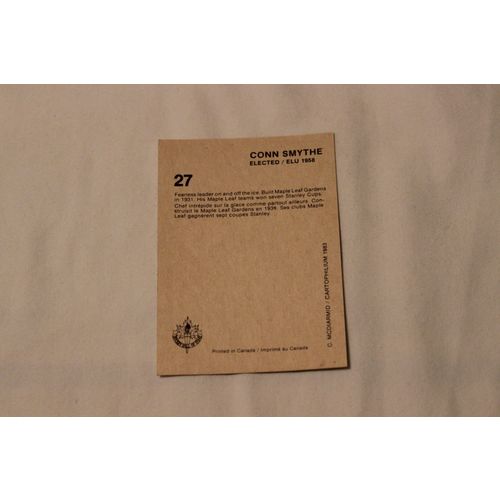 CONN SMYTHE
ELECTED / ELU 1958
27
Fearless leader on and off the ice. Built Maple Leaf Gardens
in 1931. His Maple Leaf teams won seven Stanley Cups.
Chef intrépide sur la glace comme partout ailleurs. Con-
struisit le Maple Leaf Gardens en 1931. Ses clubs Maple
Leaf gagnèrent sept coupes Stanley.
C. MCDIARMID / CARTOPHILIUM 1983
Printed in Canada / Imprimé au Canada